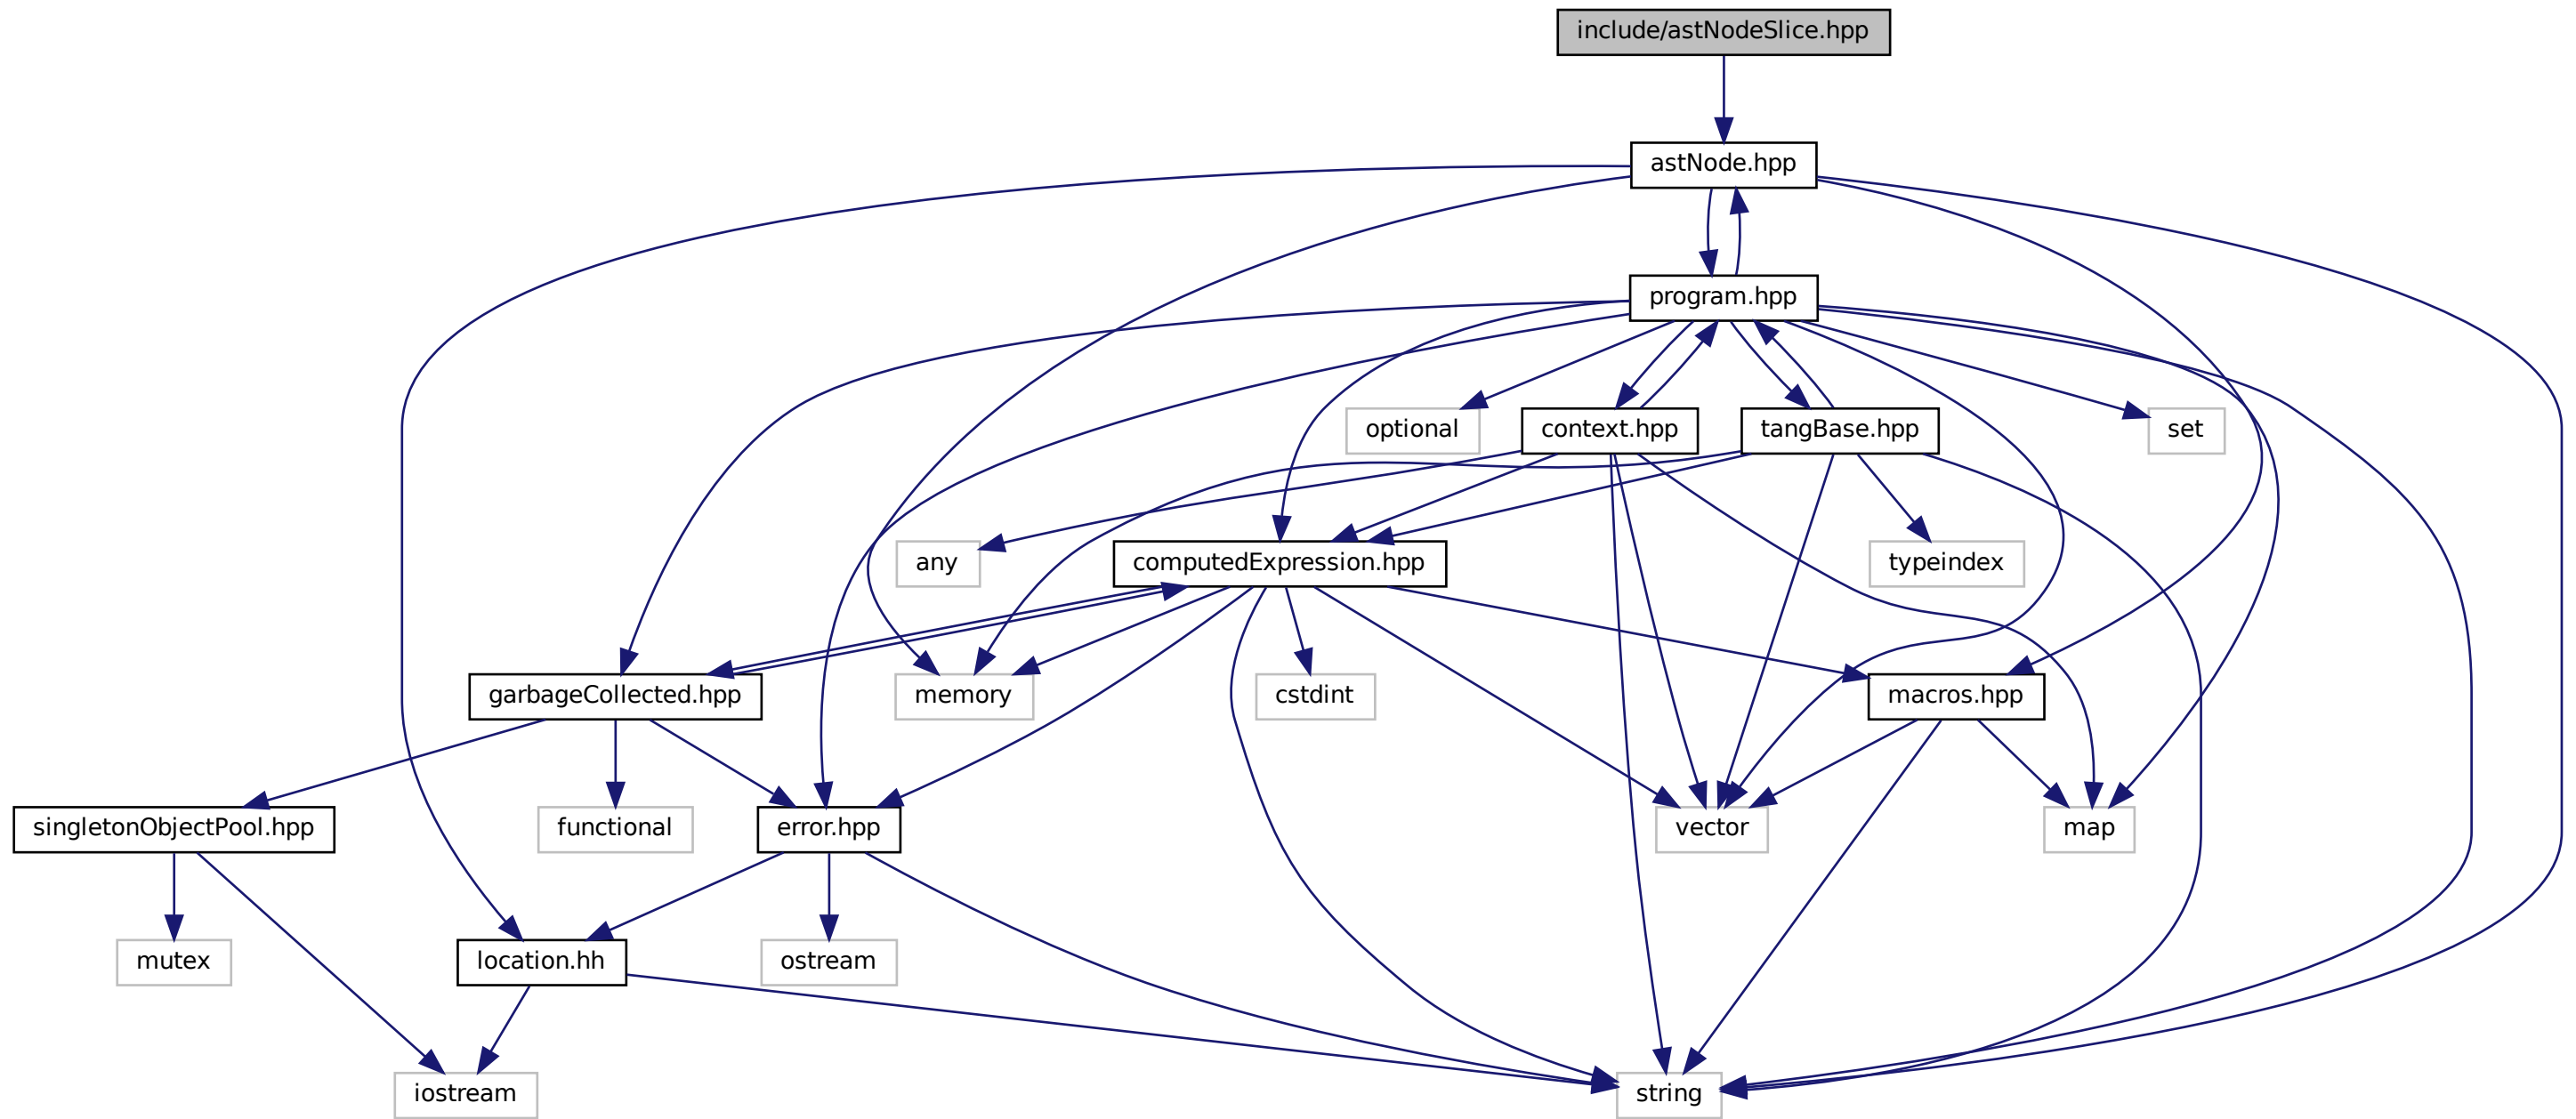 include/astNodeSlice.hpp
astNode.hpp
program.hpp
optional
context.hpp
tangBase.hpp
set
any
computedExpression.hpp
typeindex
garbageCollected.hpp
memory
cstdint
macros.hpp
singletonObjectPool.hpp
functional
error.hpp
vector
map
mutex
location.hh
ostream
iostream
string